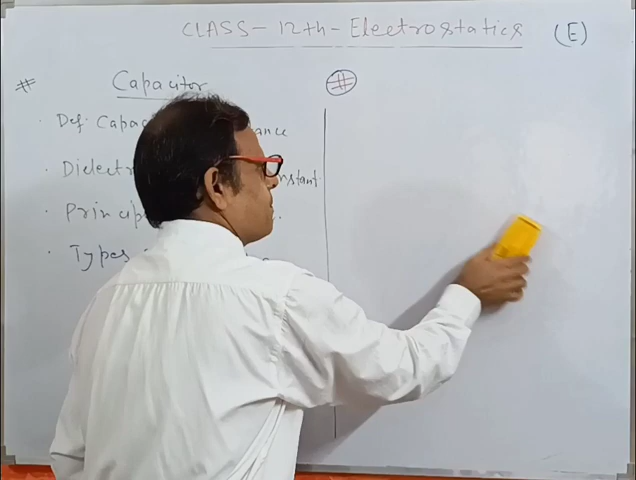 CLASS - 12th - Electrostatics (E)
# Capacitor
#
· Def. Capac ance
· Dielect nstant
· Princip
· Types